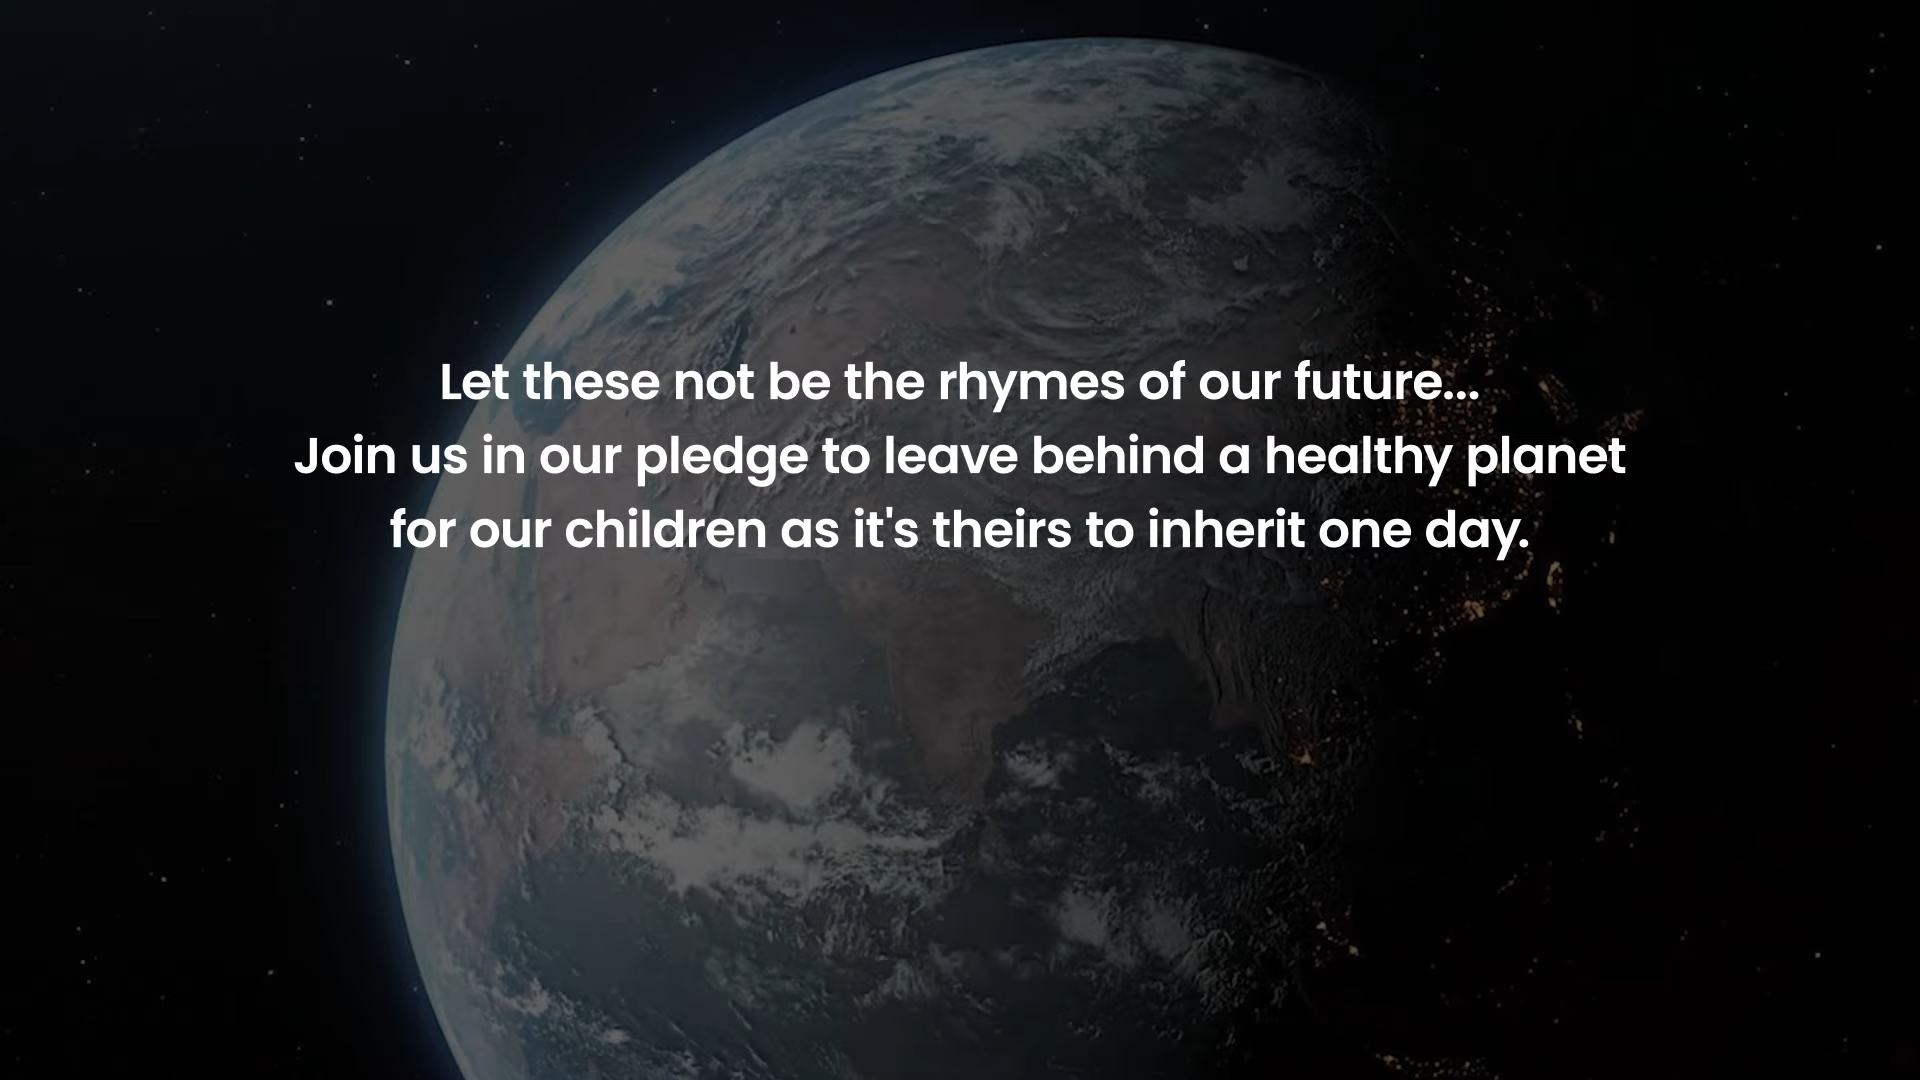 Let these not be the rhymes of our future...
Join us in our pledge to leave behind a healthy planet
for our children as it's theirs to inherit one day.